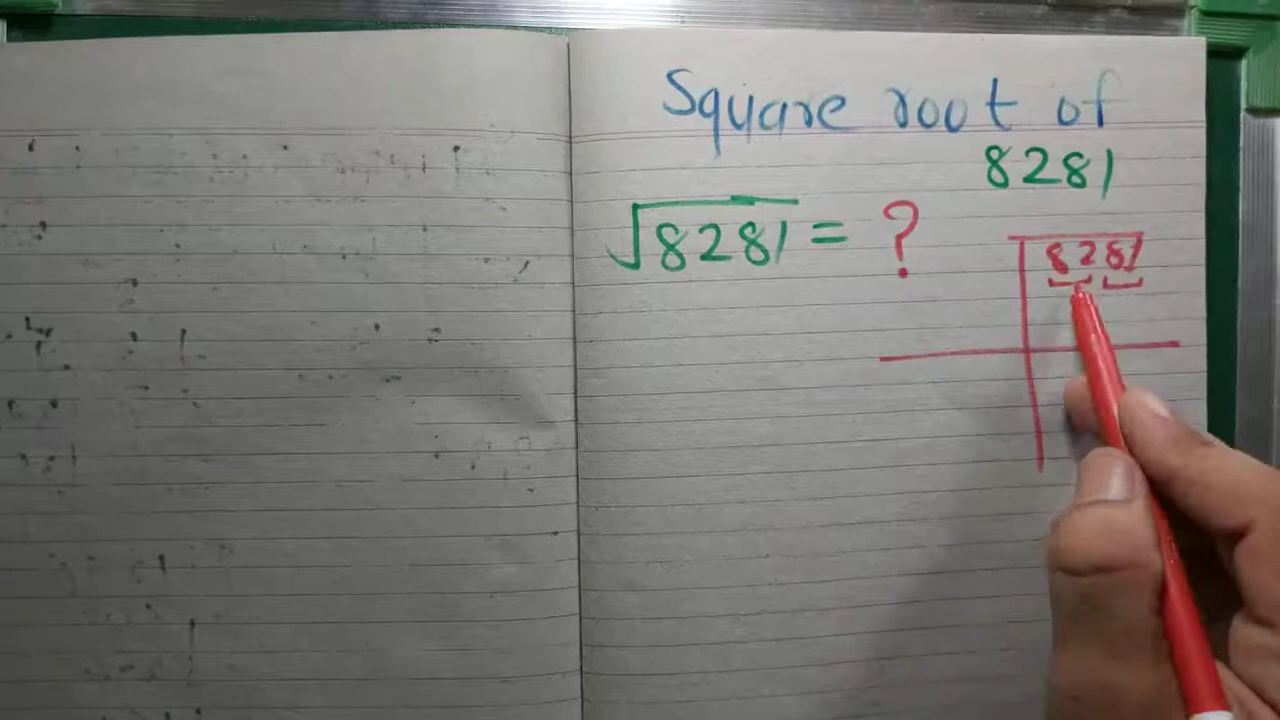 Square root of
8281
√8281 = ?
8281